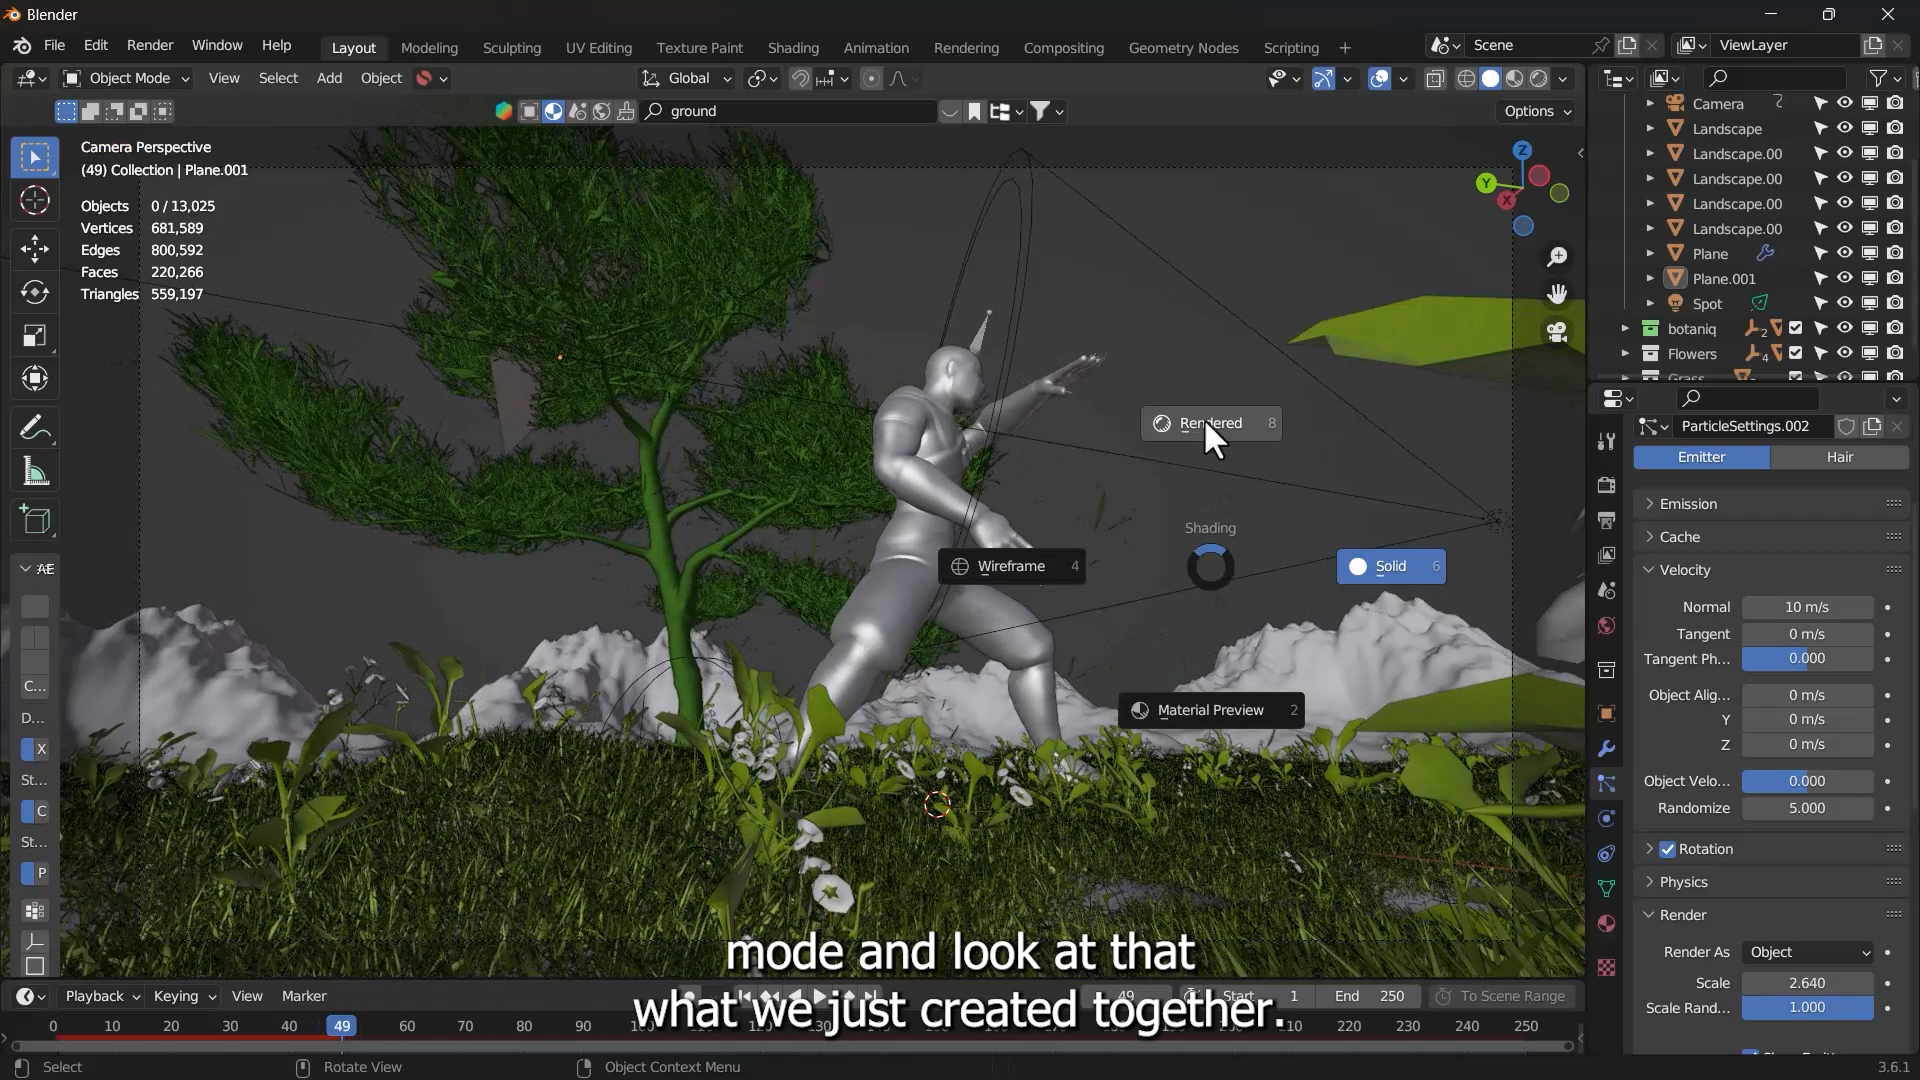 Blender
File Edit Render Window Help Layout Modeling Sculpting UV Editing Texture Paint Shading Animation Rendering Compositing Geometry Nodes Scripting + Scene ViewLayer
Object Mode View Select Add Object Global
ground Options
Camera Perspective
(49) Collection | Plane.001
Objects 0 / 13,025
Vertices 681,589
Edges 800,592
Faces 220,266
Triangles 559,197
Z
Y
X
Rendered 8
Shading
Wireframe 4
Solid 6
Material Preview 2
AE
C...
D...
X
St...
C
St...
P
Camera
Landscape
Landscape.00
Landscape.00
Landscape.00
Landscape.00
Plane
Plane.001
Spot
botaniq 2
Flowers 4
Grass
ParticleSettings.002
Emitter Hair
Emission
Cache
Velocity
Normal 10 m/s
Tangent 0 m/s
Tangent Ph... 0.000
Object Alig... 0 m/s
Y 0 m/s
Z 0 m/s
Object Velo... 0.000
Randomize 5.000
Rotation
Physics
Render
Render As Object
Scale 2.640
Scale Rand... 1.000
mode and look at that
what we just created together.
Playback Keying View Marker 49 Start 1 End 250 To Scene Range
0 10 20 30 40 49 60 70 80 90 220 230 240 250
Select Rotate View Object Context Menu 3.6.1